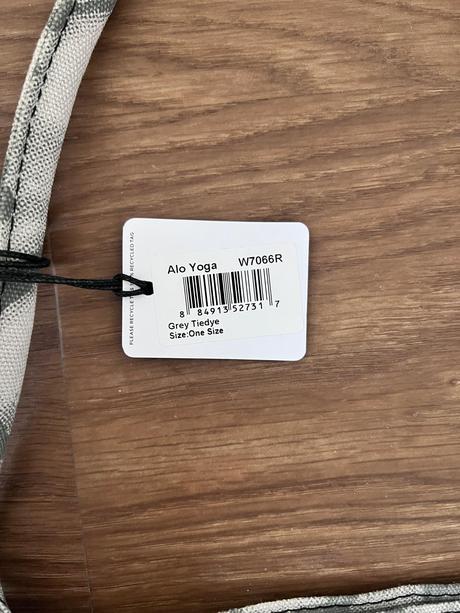 Alo Yoga W7066R
8 84913 52731 7
Grey Tiedye
Size:One Size
PLEASE RECYCLE RECYCLED TAG